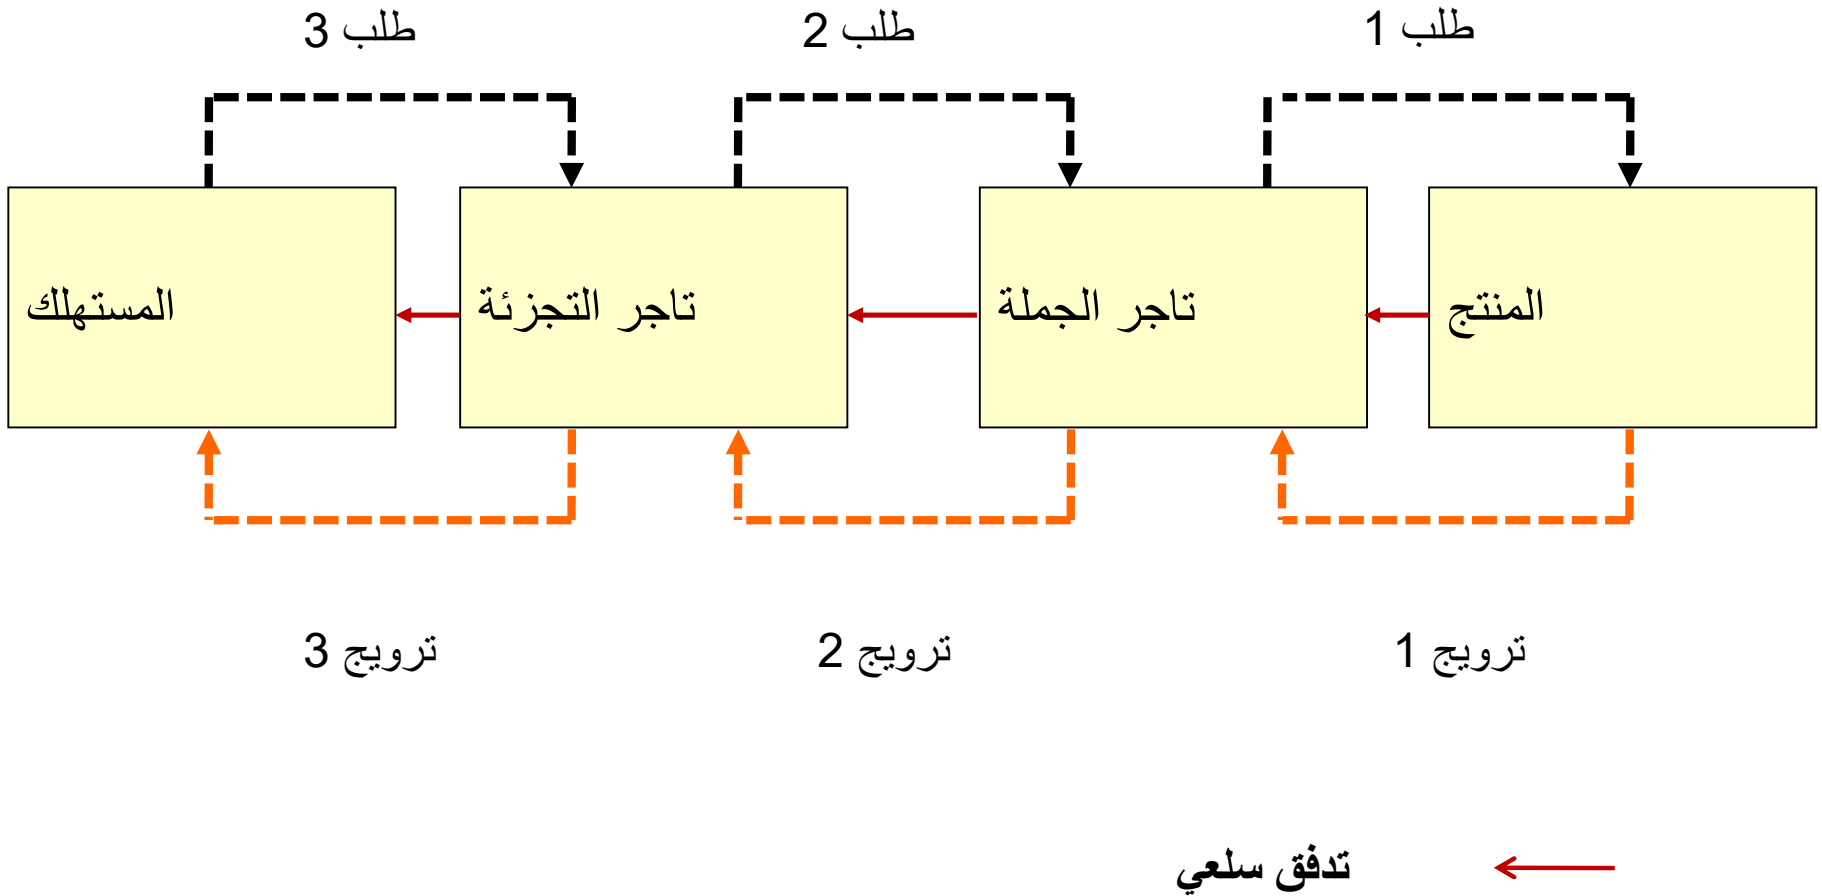 طلب 1
طلب 2
طلب 3
المنتج
تاجر الجملة
تاجر التجزئة
المستهلك
ترويج 1
ترويج 2
ترويج 3
تدفق سلعي